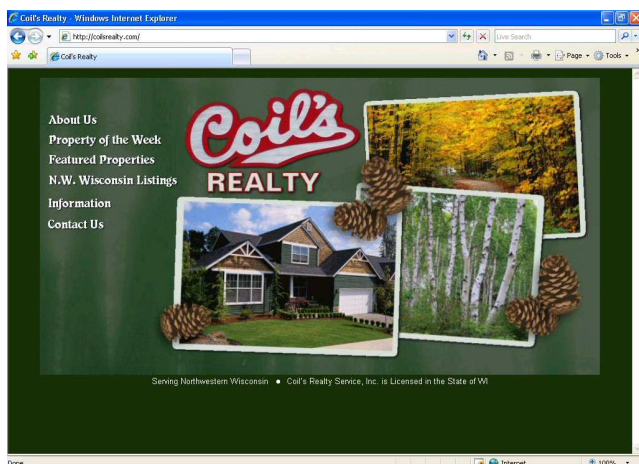 Coil's Realty - Windows Internet Explorer
http://coilsrealty.com/
Live Search
Coil's Realty
Page
Tools
About Us
Property of the Week
Featured Properties
N.W. Wisconsin Listings
Information
Contact Us
Coil's
REALTY
Serving Northwestern Wisconsin ● Coil's Realty Service, Inc. is Licensed in the State of WI
Done
Internet
100%